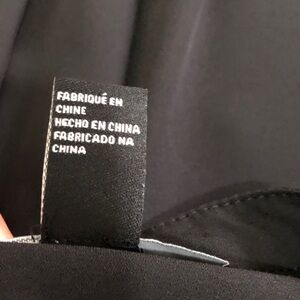 FABRIQUÉ EN
CHINE
HECHO EN CHINA
FABRICADO NA
CHINA